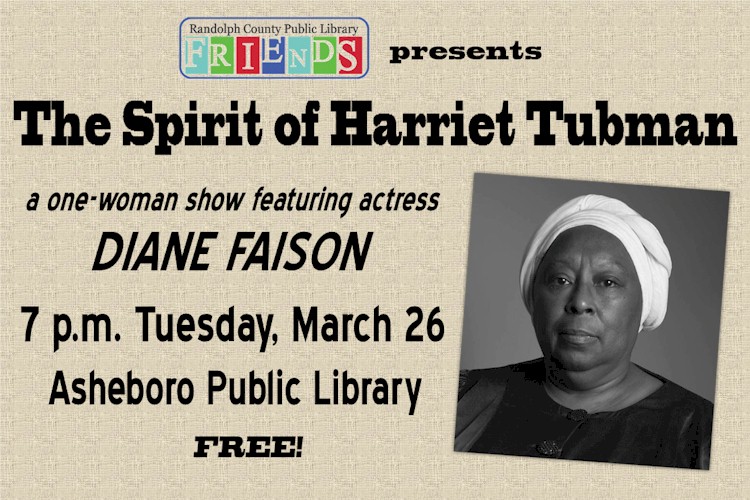 Randolph County Public Library
FRIENDS presents
The Spirit of Harriet Tubman
a one-woman show featuring actress
DIANE FAISON
7 p.m. Tuesday, March 26
Asheboro Public Library
FREE!